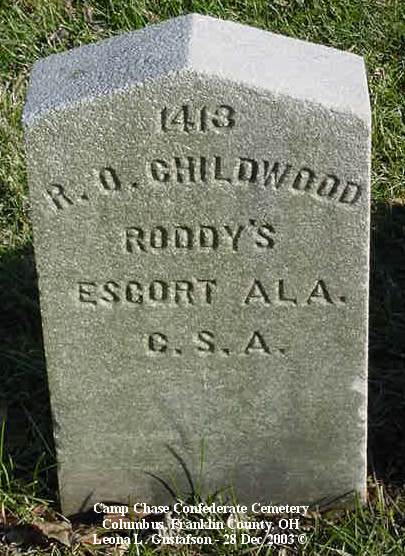 1413
R. O. CHILDWOOD
RODDY'S
ESCORT ALA.
C. S. A.
Camp Chase Confederate Cemetery
Columbus, Franklin County, OH
Leona L. Gustafson - 28 Dec 2003 ©